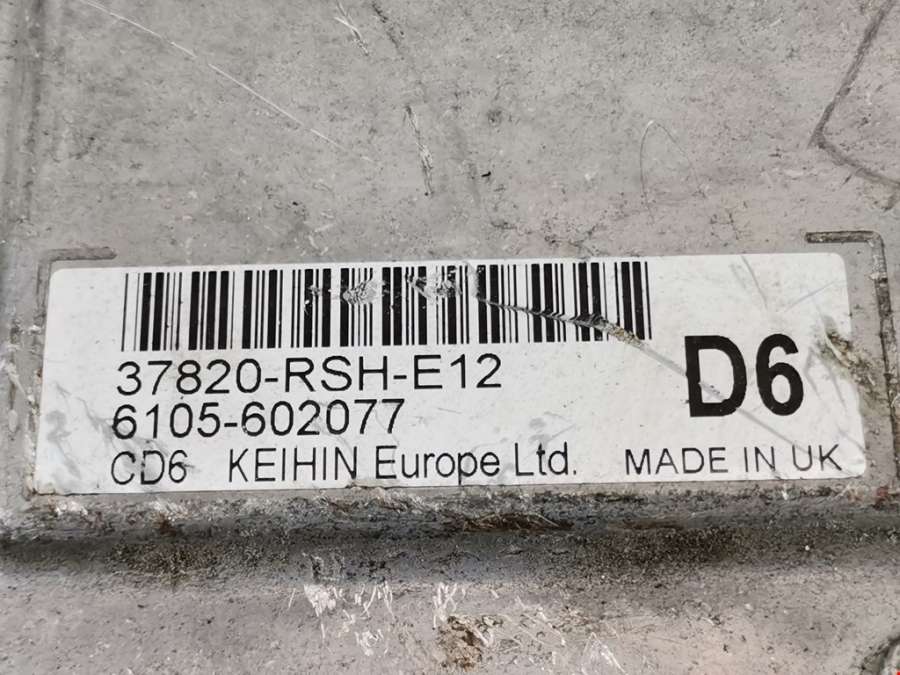 37820-RSH-E12
D6
6105-602077
CD6 KEIHIN Europe Ltd. MADE IN UK